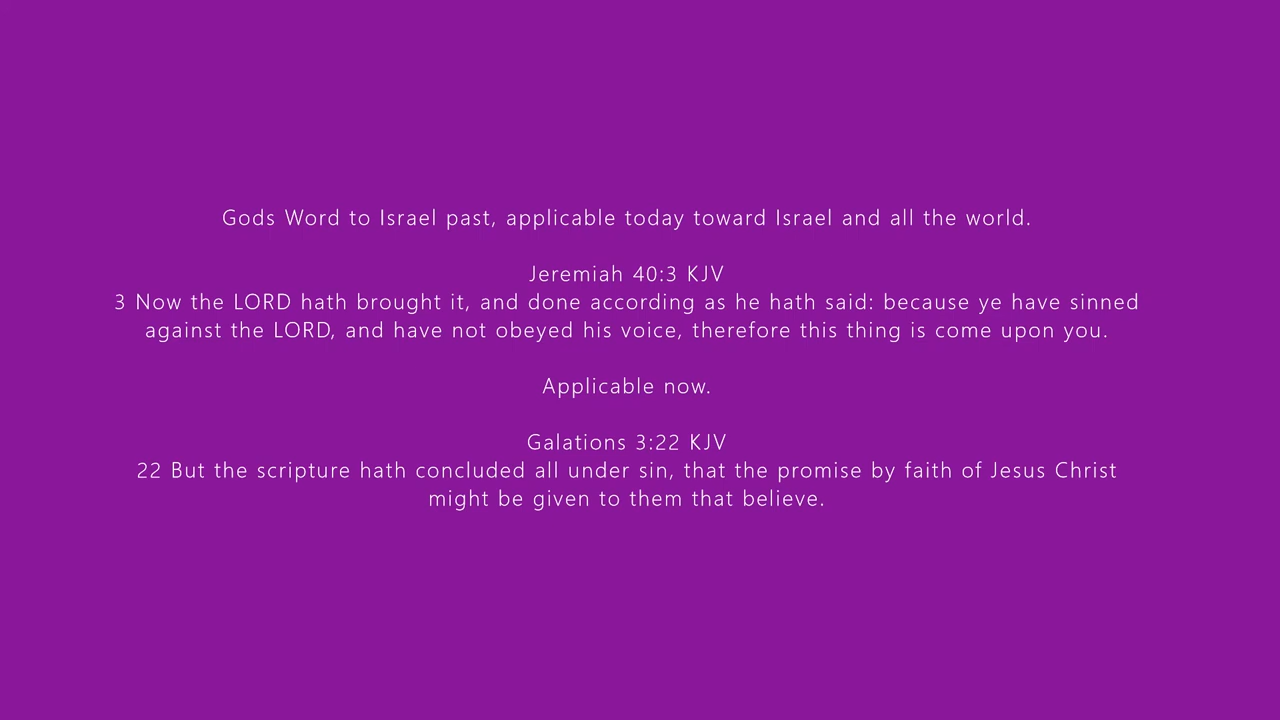 Gods Word to Israel past, applicable today toward Israel and all the world.
Jeremiah 40:3 KJV
3 Now the LORD hath brought it, and done according as he hath said: because ye have sinned
against the LORD, and have not obeyed his voice, therefore this thing is come upon you.
Applicable now.
Galations 3:22 KJV
22 But the scripture hath concluded all under sin, that the promise by faith of Jesus Christ
might be given to them that believe.